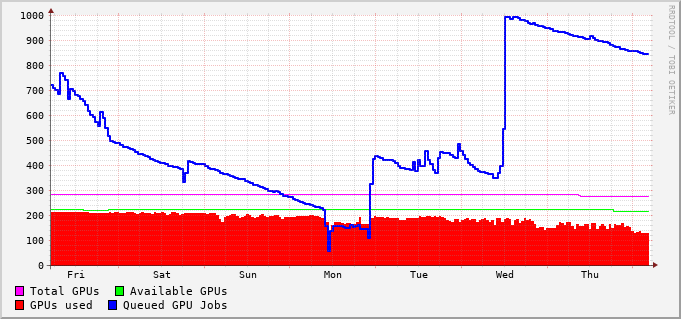 1000
900
800
700
600
500
400
300
200
100
0
Fri Sat Sun Mon Tue Wed Thu
Total GPUs Available GPUs
GPUs used Queued GPU Jobs
RRDTOOL / TOBI OETIKER